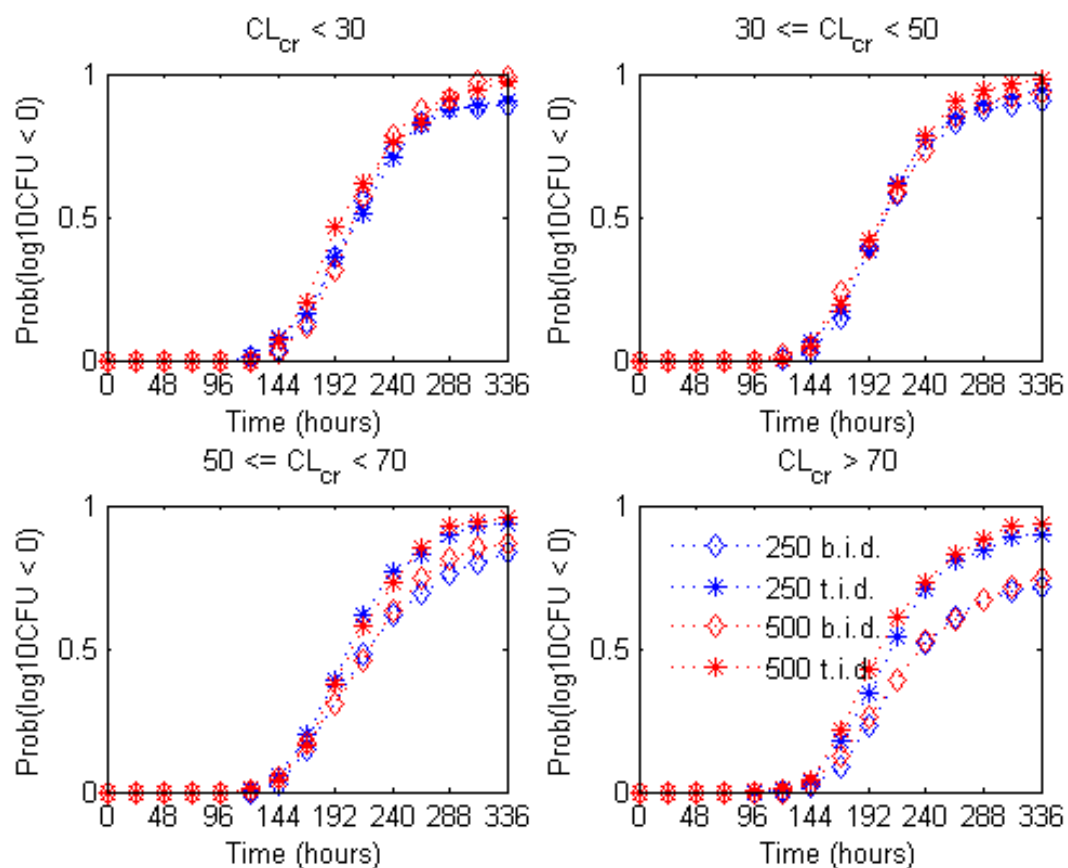 CL_cr < 30
30 <= CL_cr < 50
Prob(log10CFU < 0)
1
0.5
0
0 48 96 144 192 240 288 336
Time (hours)
Prob(log10CFU < 0)
1
0.5
0
0 48 96 144 192 240 288 336
Time (hours)
50 <= CL_cr < 70
CL_cr > 70
Prob(log10CFU < 0)
1
0.5
0
0 48 96 144 192 240 288 336
Time (hours)
Prob(log10CFU < 0)
1
0.5
0
250 b.i.d.
250 t.i.d.
500 b.i.d.
500 t.i.d.
0 48 96 144 192 240 288 336
Time (hours)